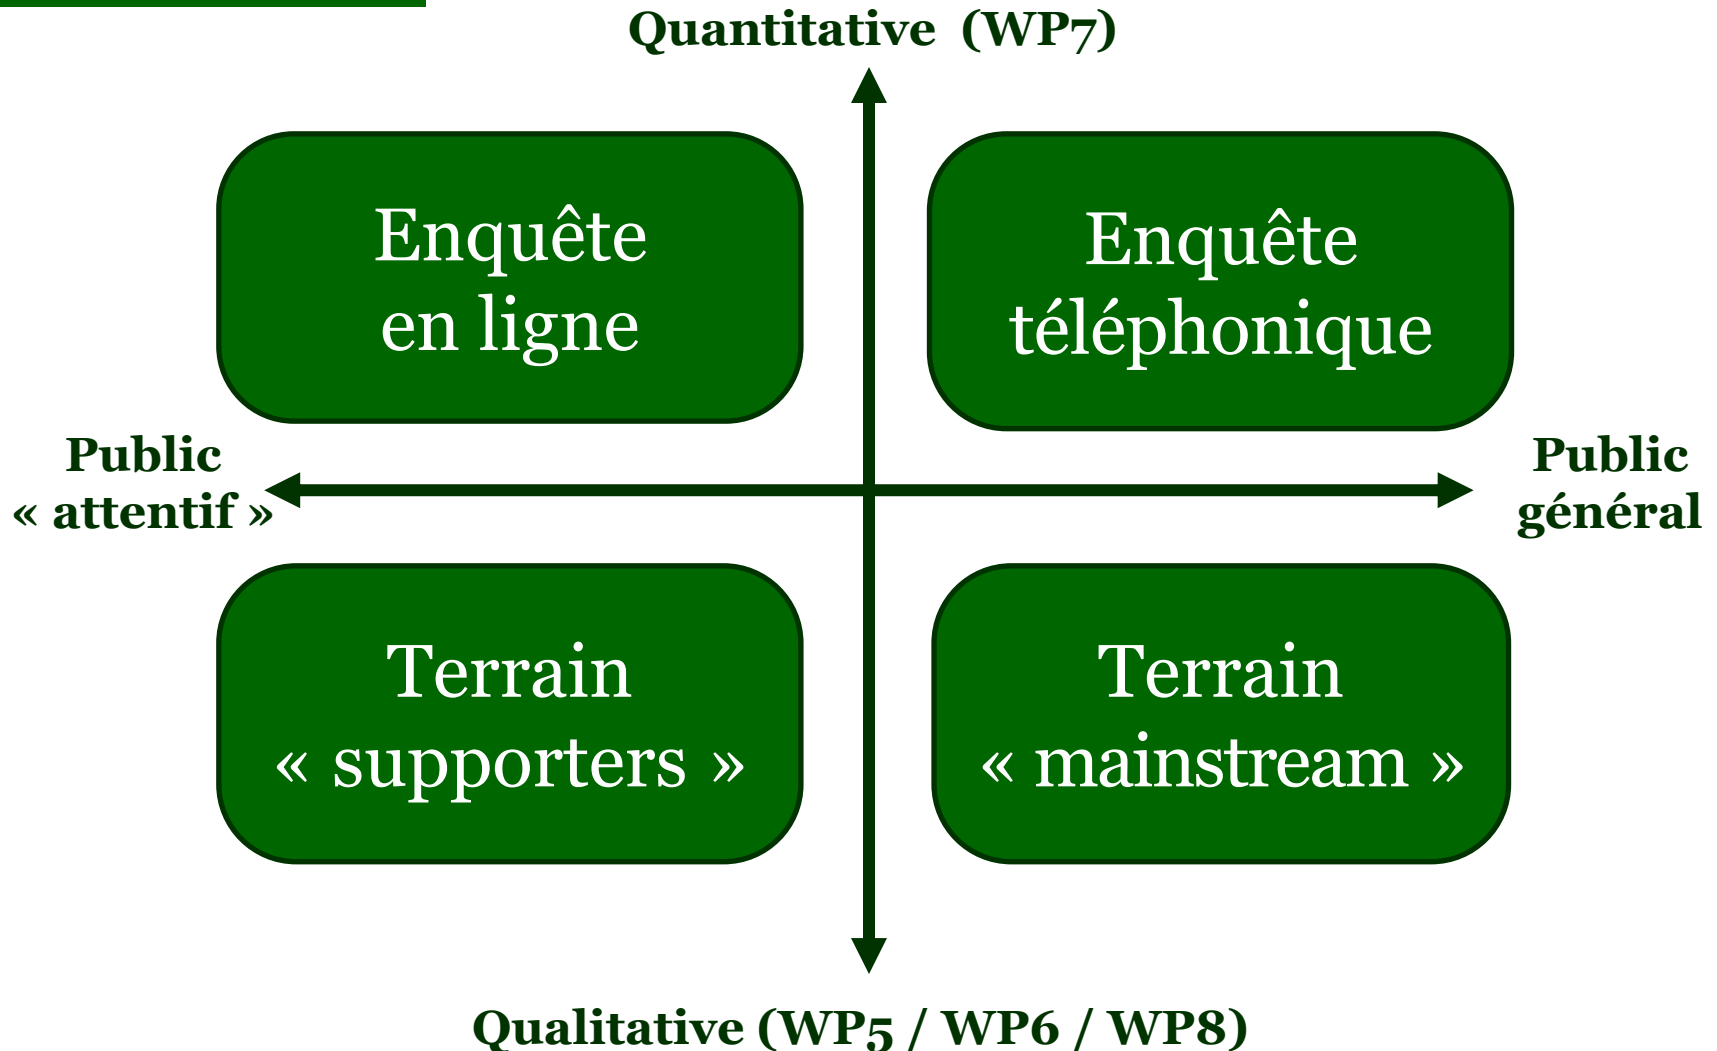 Quantitative (WP7)
Enquête
en ligne
Enquête
téléphonique
Public
« attentif »
Public
général
Terrain
« supporters »
Terrain
« mainstream »
Qualitative (WP5 / WP6 / WP8)